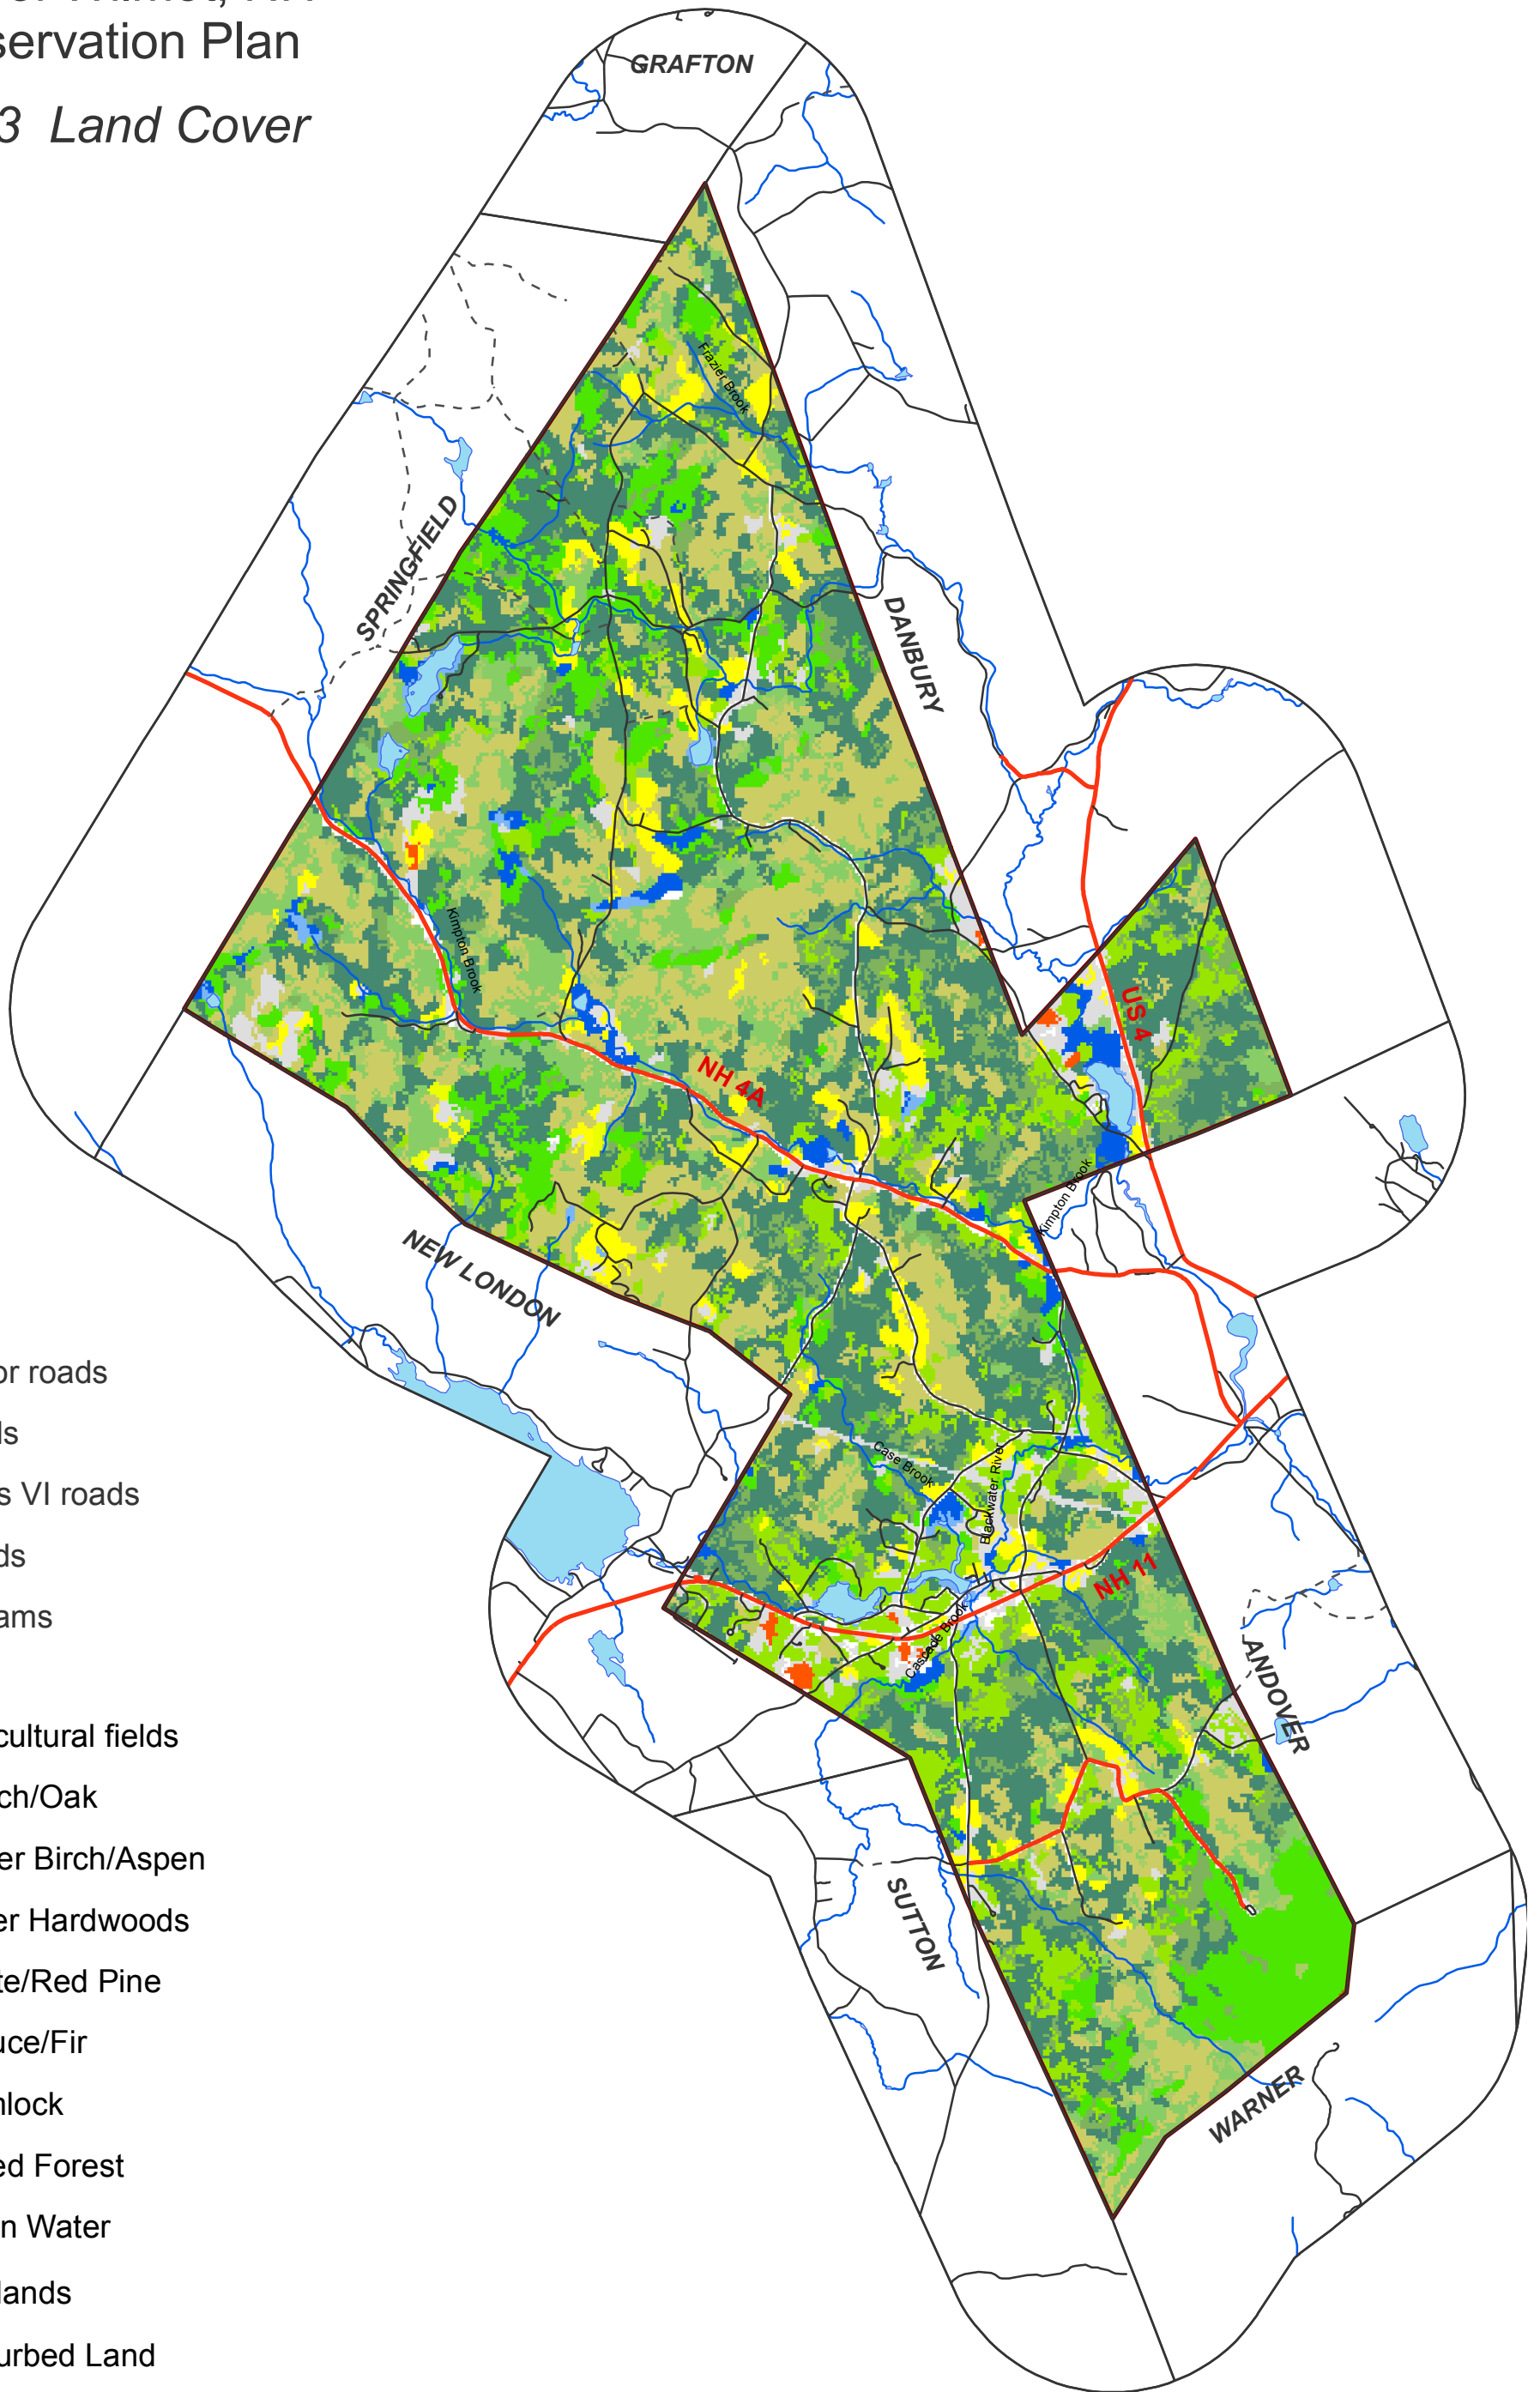 servation Plan
3 Land Cover
GRAFTON
Frazier Brook
SPRINGFIELD
DANBURY
Kimpton Brook
US 4
NH 4A
Kimpton Brook
NEW LONDON
or roads
ls
Case Brook
Blackwater River
s VI roads
ds
NH 11
ams
Cascade Brook
ANDOVER
cultural fields
ch/Oak
er Birch/Aspen
er Hardwoods
SUTTON
te/Red Pine
uce/Fir
WARNER
nlock
ed Forest
n Water
lands
urbed Land